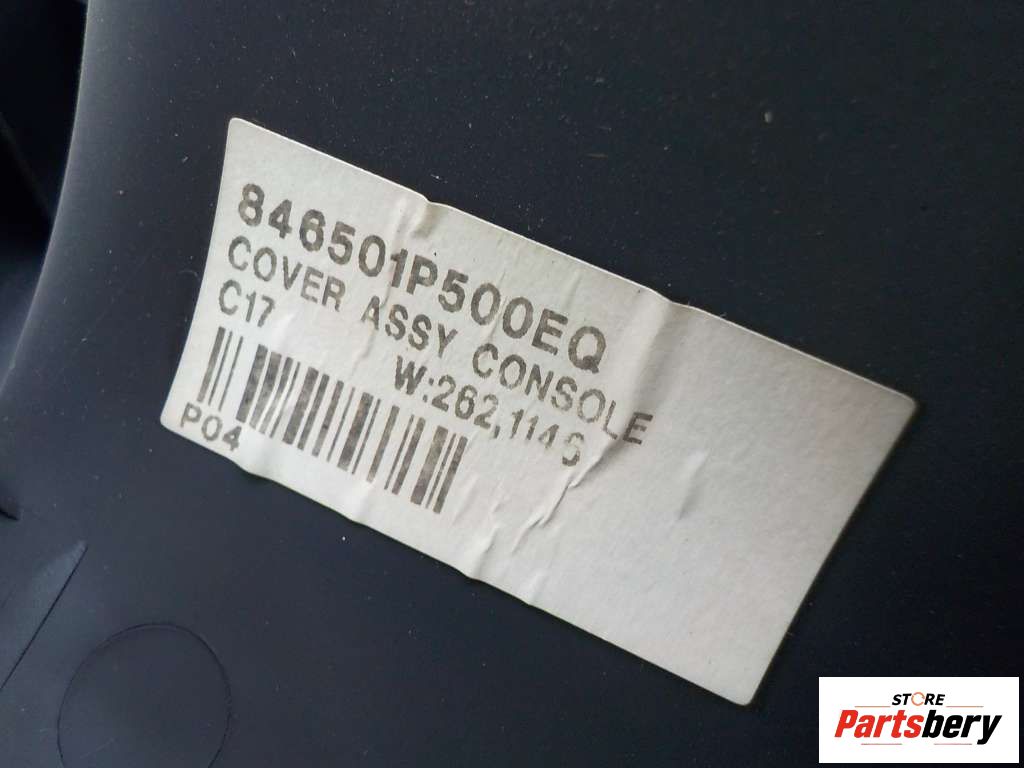 846501P500EQ
COVER ASSY CONSOLE
C17
W:262,114 S
P04
STORE
Partsbery